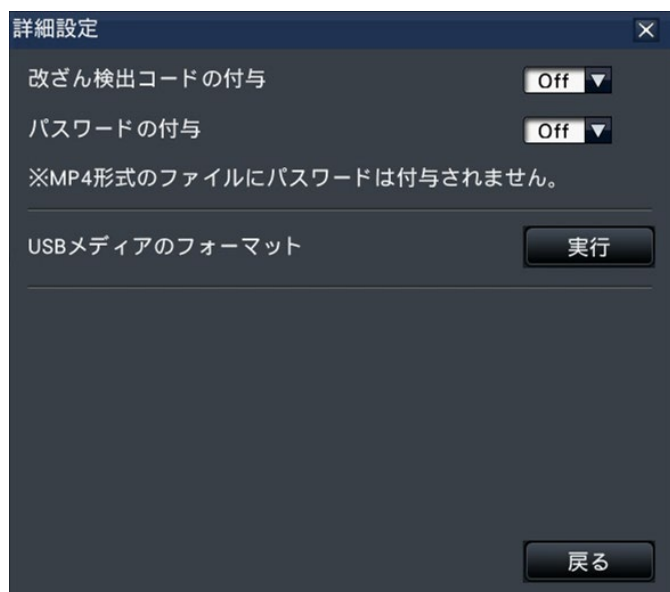 詳細設定
改ざん検出コードの付与 Off
パスワードの付与 Off
※MP4形式のファイルにパスワードは付与されません。
USBメディアのフォーマット 実行
戻る